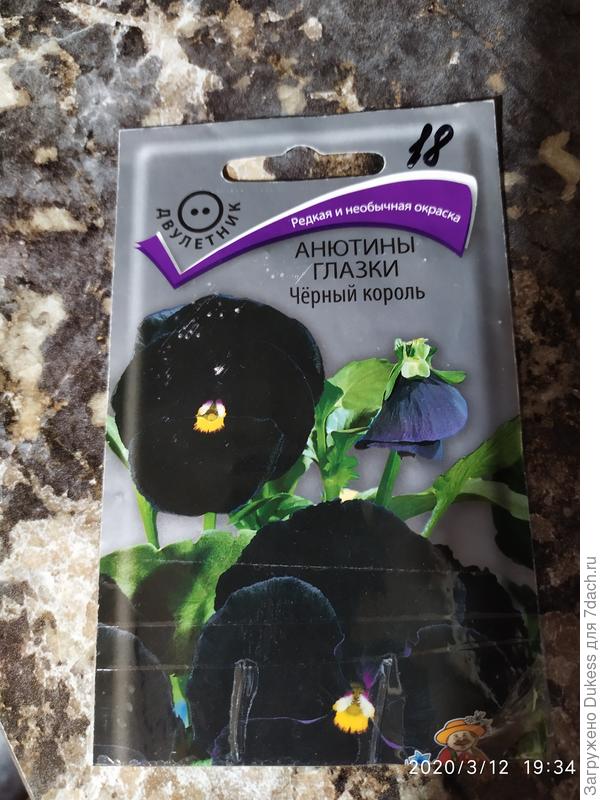 18
ДВУЛЕТНИК
Редкая и необычная окраска
АНЮТИНЫ
ГЛАЗКИ
Чёрный король
2020/3/12 19:34
Загружено Dukess для 7dach.ru